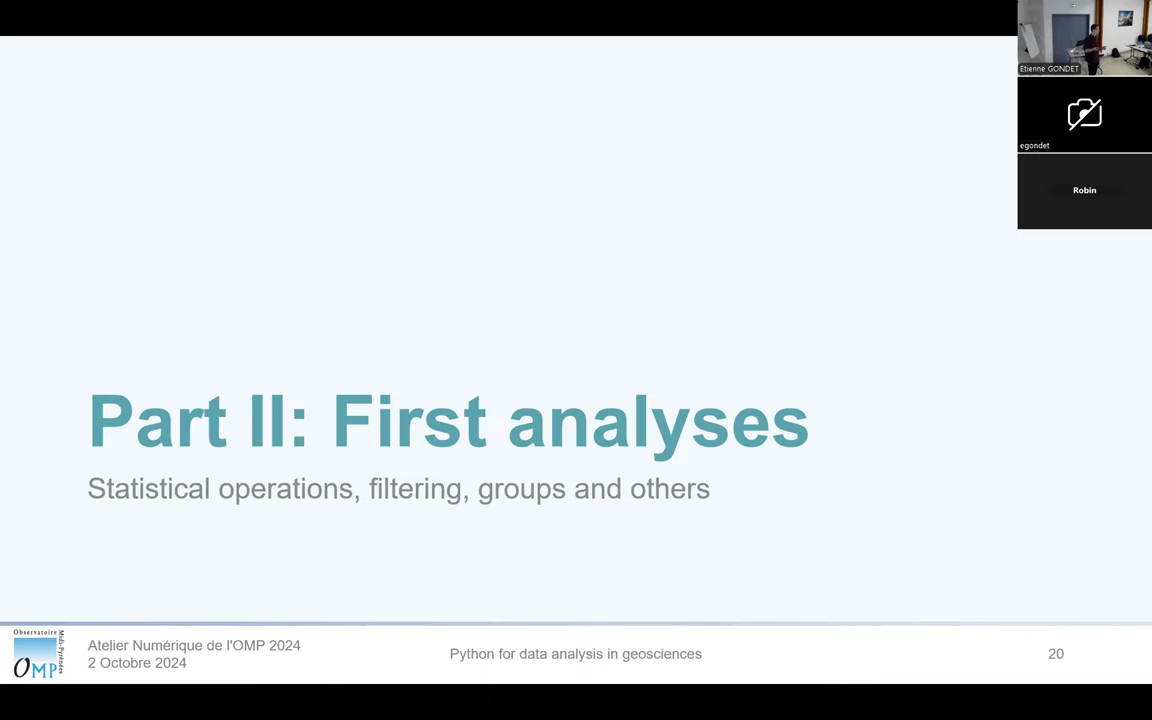 Etienne GONDET
egondet
Robin
Part II: First analyses
Statistical operations, filtering, groups and others
Observatoire
Midi-Pyrénées
OMP
Atelier Numérique de l'OMP 2024
2 Octobre 2024
Python for data analysis in geosciences
20